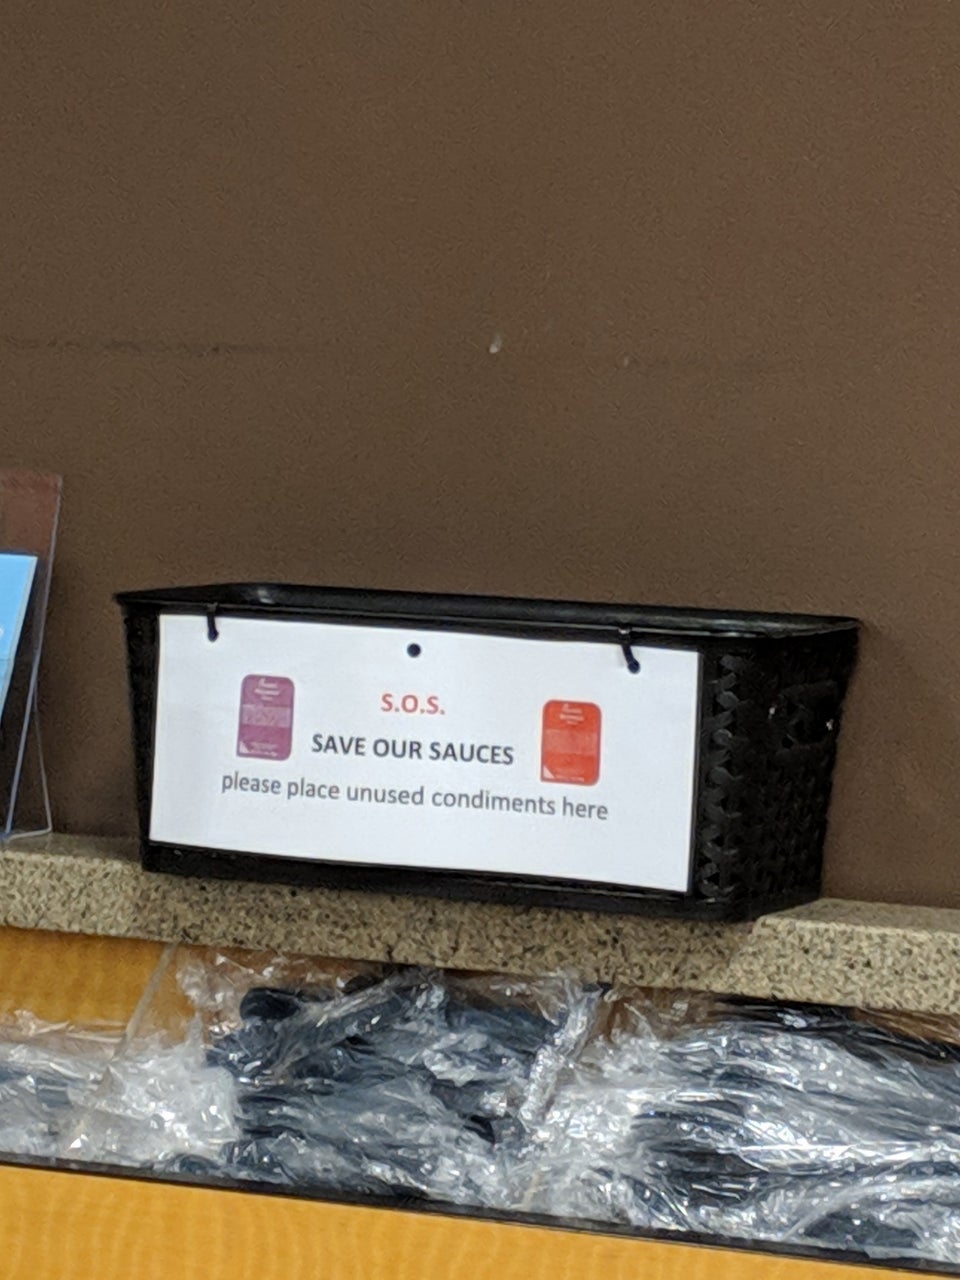 S.O.S.
SAVE OUR SAUCES
please place unused condiments here